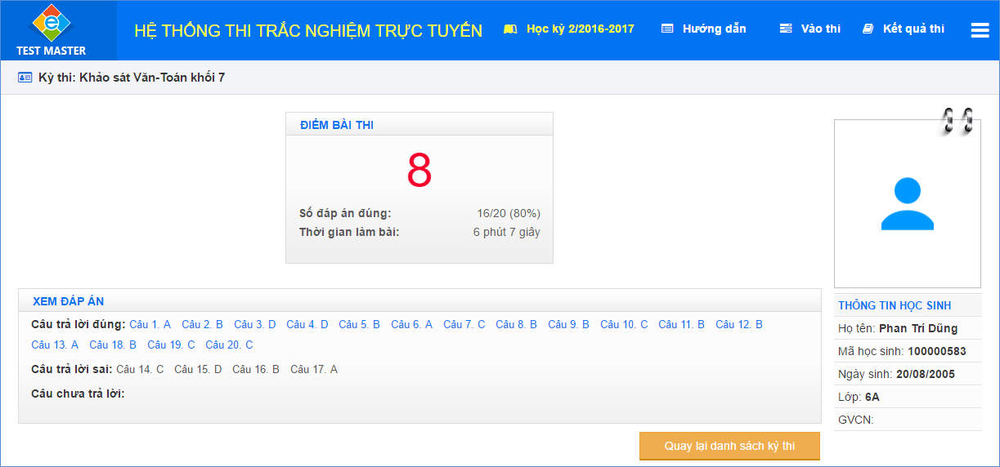 TEST MASTER
HỆ THỐNG THI TRẮC NGHIỆM TRỰC TUYẾN
Học kỳ 2/2016-2017
Hướng dẫn
Vào thi
Kết quả thi
Kỳ thi: Khảo sát Văn-Toán khối 7
ĐIỂM BÀI THI
8
Số đáp án đúng: 16/20 (80%)
Thời gian làm bài: 6 phút 7 giây
XEM ĐÁP ÁN
Câu trả lời đúng: Câu 1. A Câu 2. B Câu 3. D Câu 4. D Câu 5. B Câu 6. A Câu 7. C Câu 8. B Câu 9. B Câu 10. C Câu 11. B Câu 12. B
Câu 13. A Câu 18. B Câu 19. C Câu 20. C
Câu trả lời sai: Câu 14. C Câu 15. D Câu 16. B Câu 17. A
Câu chưa trả lời:
Quay lại danh sách kỳ thi
THÔNG TIN HỌC SINH
Họ tên: Phan Trí Dũng
Mã học sinh: 100000583
Ngày sinh: 20/08/2005
Lớp: 6A
GVCN: